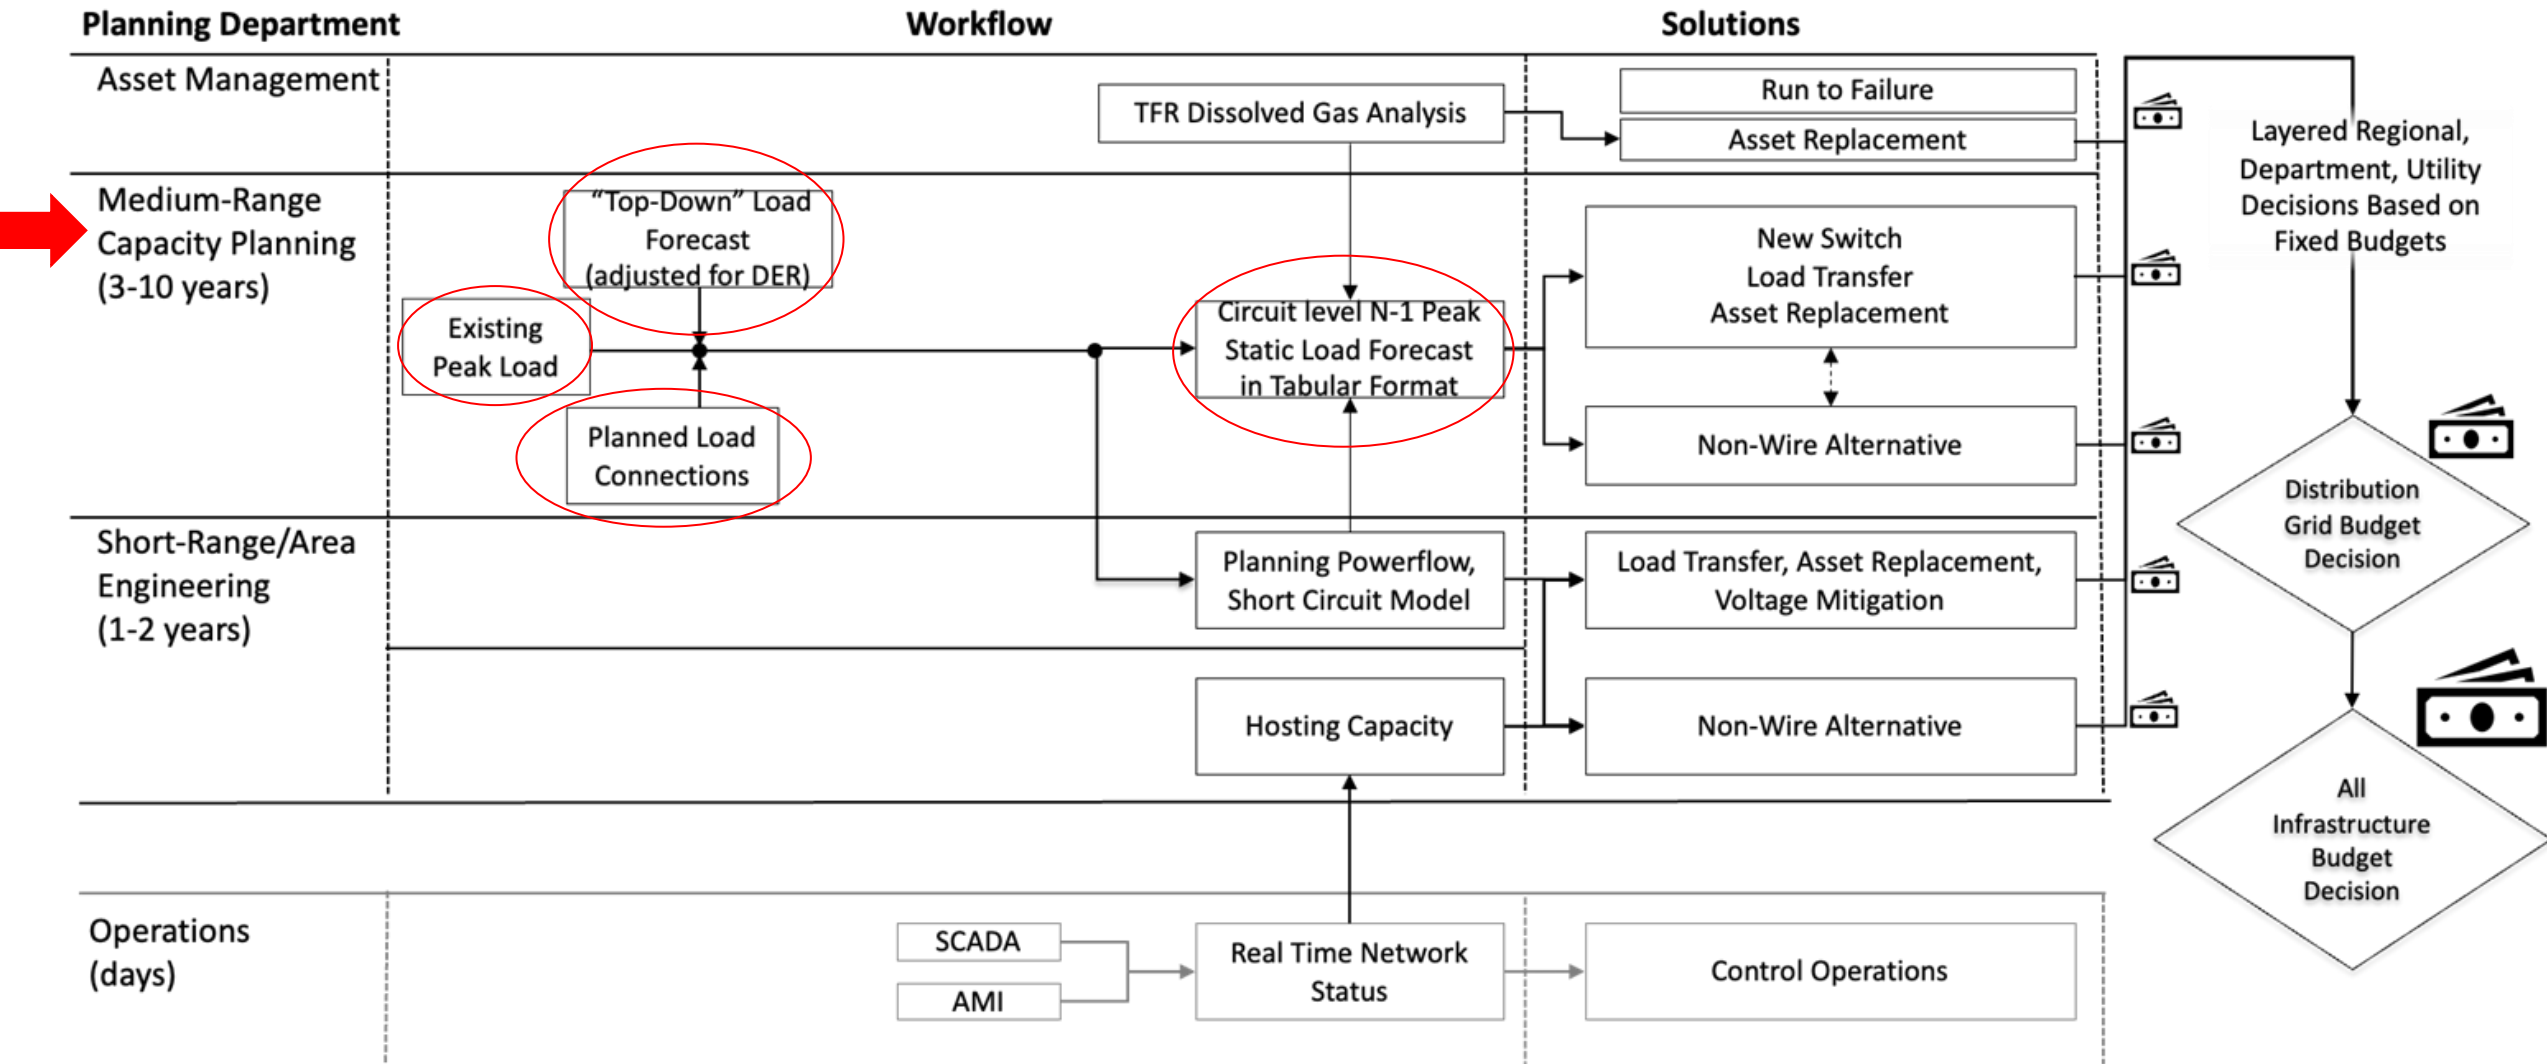 Planning Department
Workflow
Solutions
Asset Management
TFR Dissolved Gas Analysis
Run to Failure
Asset Replacement
Layered Regional,
Department, Utility
Decisions Based on
Fixed Budgets
Medium-Range
Capacity Planning
(3-10 years)
“Top-Down” Load
Forecast
(adjusted for DER)
Existing
Peak Load
Planned Load
Connections
Circuit level N-1 Peak
Static Load Forecast
in Tabular Format
New Switch
Load Transfer
Asset Replacement
Non-Wire Alternative
Distribution
Grid Budget
Decision
Short-Range/Area
Engineering
(1-2 years)
Planning Powerflow,
Short Circuit Model
Load Transfer, Asset Replacement,
Voltage Mitigation
Hosting Capacity
Non-Wire Alternative
All
Infrastructure
Budget
Decision
Operations
(days)
SCADA
AMI
Real Time Network
Status
Control Operations